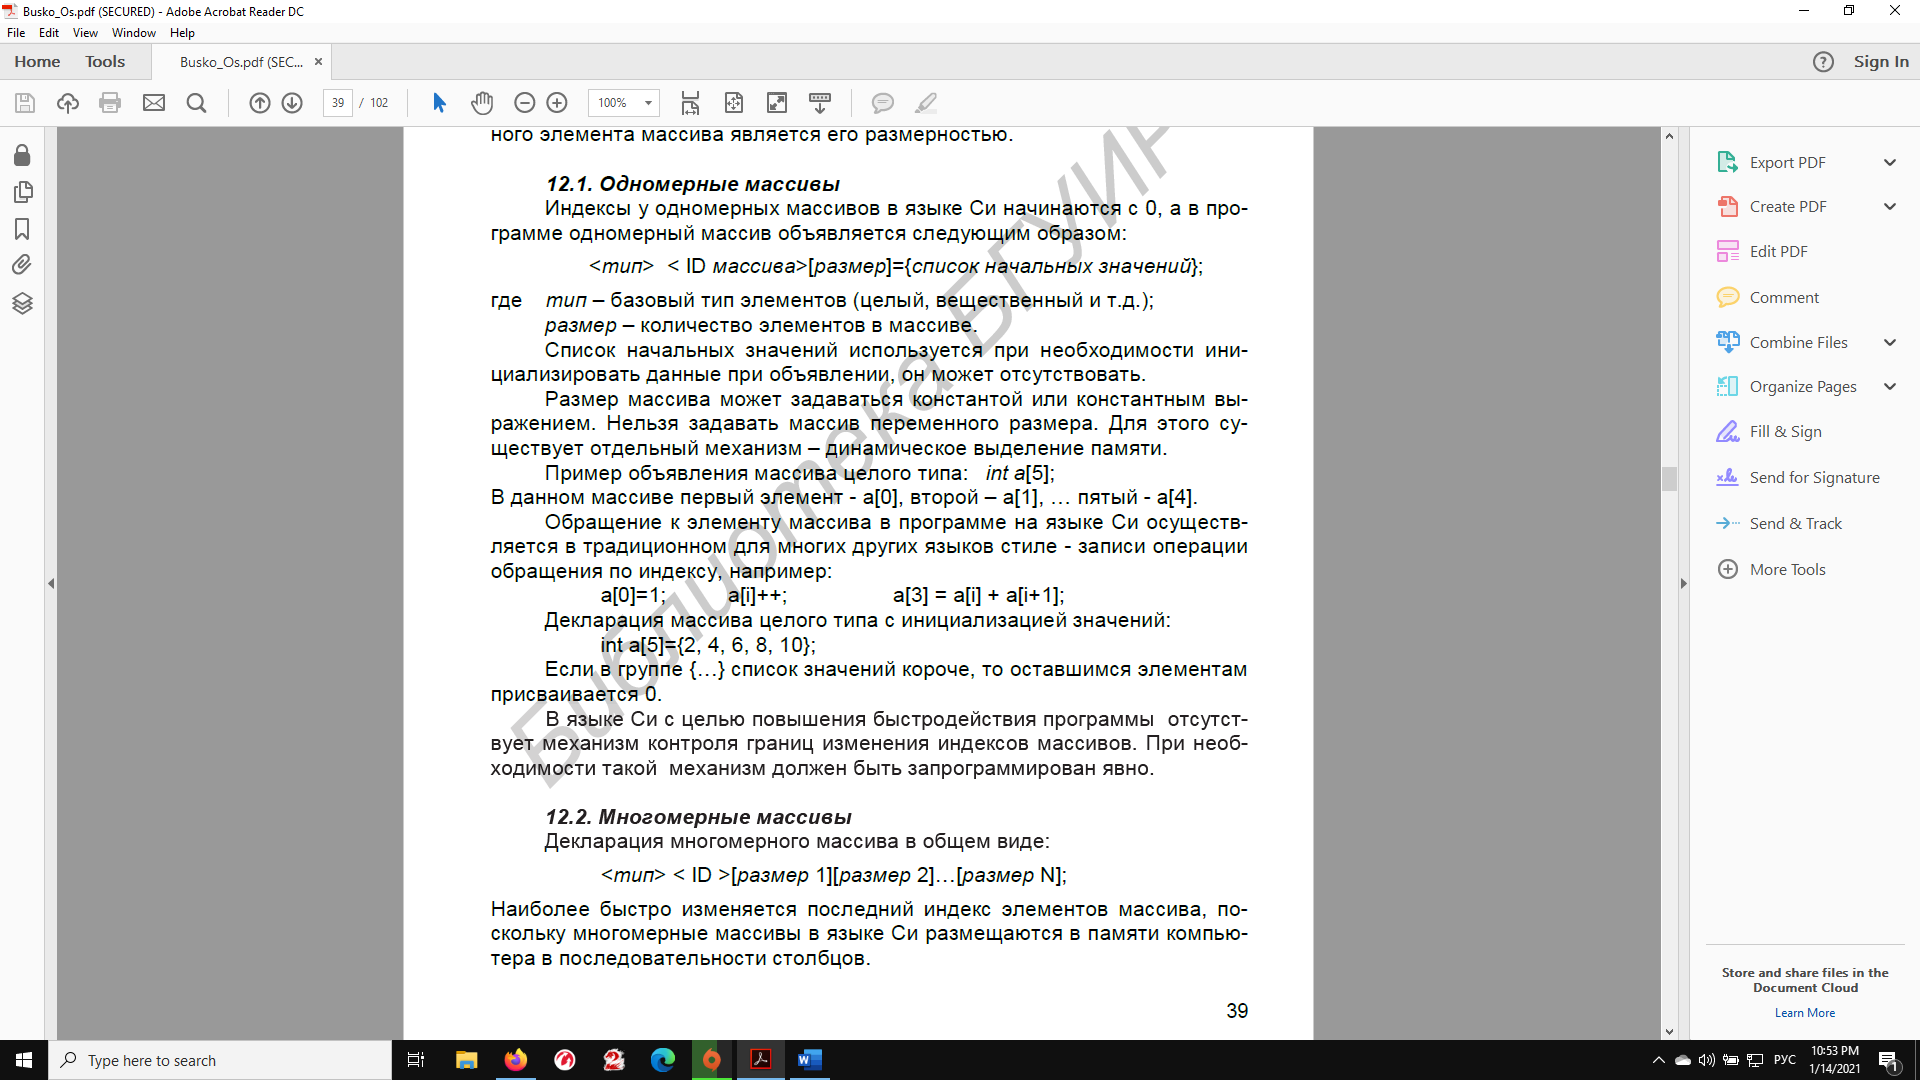 Busko_Os.pdf (SECURED) - Adobe Acrobat Reader DC
File Edit View Window Help
Home Tools Busko_Os.pdf (SEC... Sign In
39 / 102 100%
ного элемента массива является его размерностью.
12.1. Одномерные массивы
Индексы у одномерных массивов в языке Си начинаются с 0, а в про-
грамме одномерный массив объявляется следующим образом:
<тип> < ID массива>[размер]={список начальных значений};
где тип – базовый тип элементов (целый, вещественный и т.д.);
размер – количество элементов в массиве.
Список начальных значений используется при необходимости ини-
циализировать данные при объявлении, он может отсутствовать.
Размер массива может задаваться константой или константным вы-
ражением. Нельзя задавать массив переменного размера. Для этого су-
ществует отдельный механизм – динамическое выделение памяти.
Пример объявления массива целого типа: int a[5];
В данном массиве первый элемент - a[0], второй – a[1], … пятый - a[4].
Обращение к элементу массива в программе на языке Си осуществ-
ляется в традиционном для многих других языков стиле - записи операции
обращения по индексу, например:
a[0]=1; a[i]++; a[3] = a[i] + a[i+1];
Декларация массива целого типа с инициализацией значений:
int a[5]={2, 4, 6, 8, 10};
Если в группе {…} список значений короче, то оставшимся элементам
присваивается 0.
В языке Си с целью повышения быстродействия программы отсутст-
вует механизм контроля границ изменения индексов массивов. При необ-
ходимости такой механизм должен быть запрограммирован явно.
12.2. Многомерные массивы
Декларация многомерного массива в общем виде:
<тип> < ID >[размер 1][размер 2]…[размер N];
Наиболее быстро изменяется последний индекс элементов массива, по-
скольку многомерные массивы в языке Си размещаются в памяти компью-
тера в последовательности столбцов.
39
Библиотека БГУИР
Export PDF
Create PDF
Edit PDF
Comment
Combine Files
Organize Pages
Fill & Sign
Send for Signature
Send & Track
More Tools
Store and share files in the
Document Cloud
Learn More
Type here to search
РУС
10:53 PM
1/14/2021
1